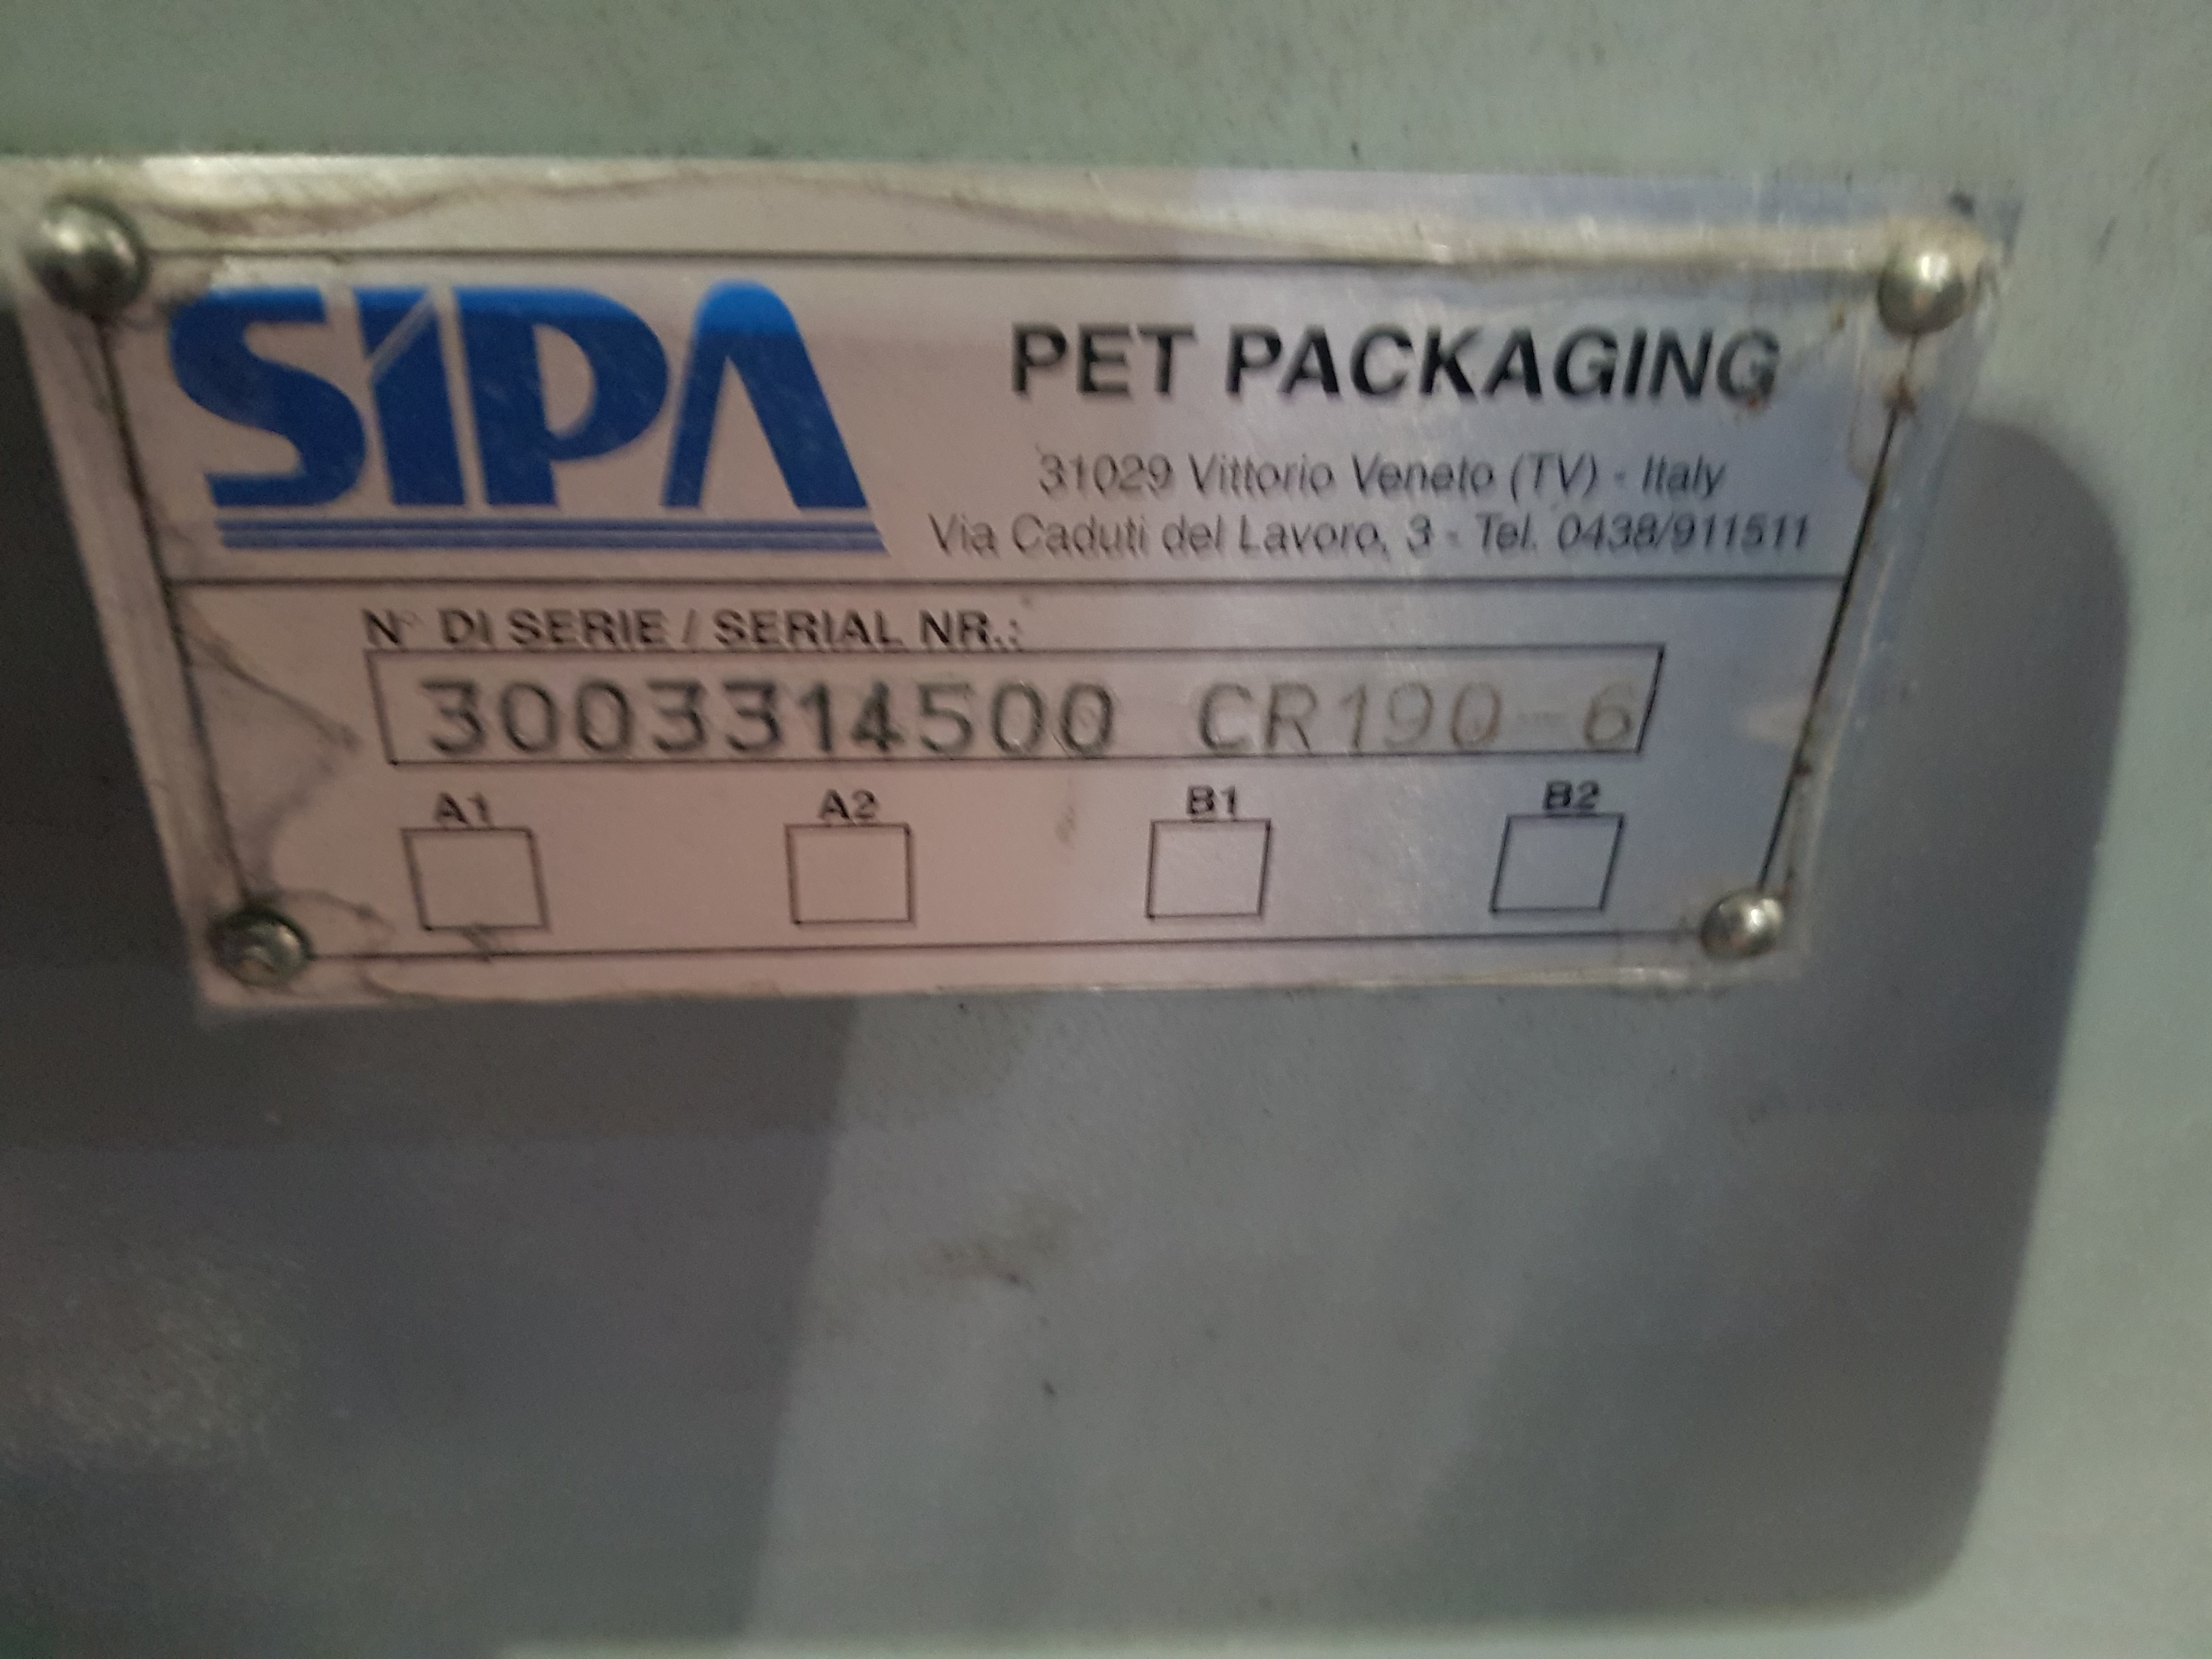 SIPA
PET PACKAGING
31029 Vittorio Veneto (TV) - Italy
Via Caduti del Lavoro, 3 - Tel. 0438/911511
N° DI SERIE / SERIAL NR.:
3003314500 CR190-6
A1 A2 B1 B2